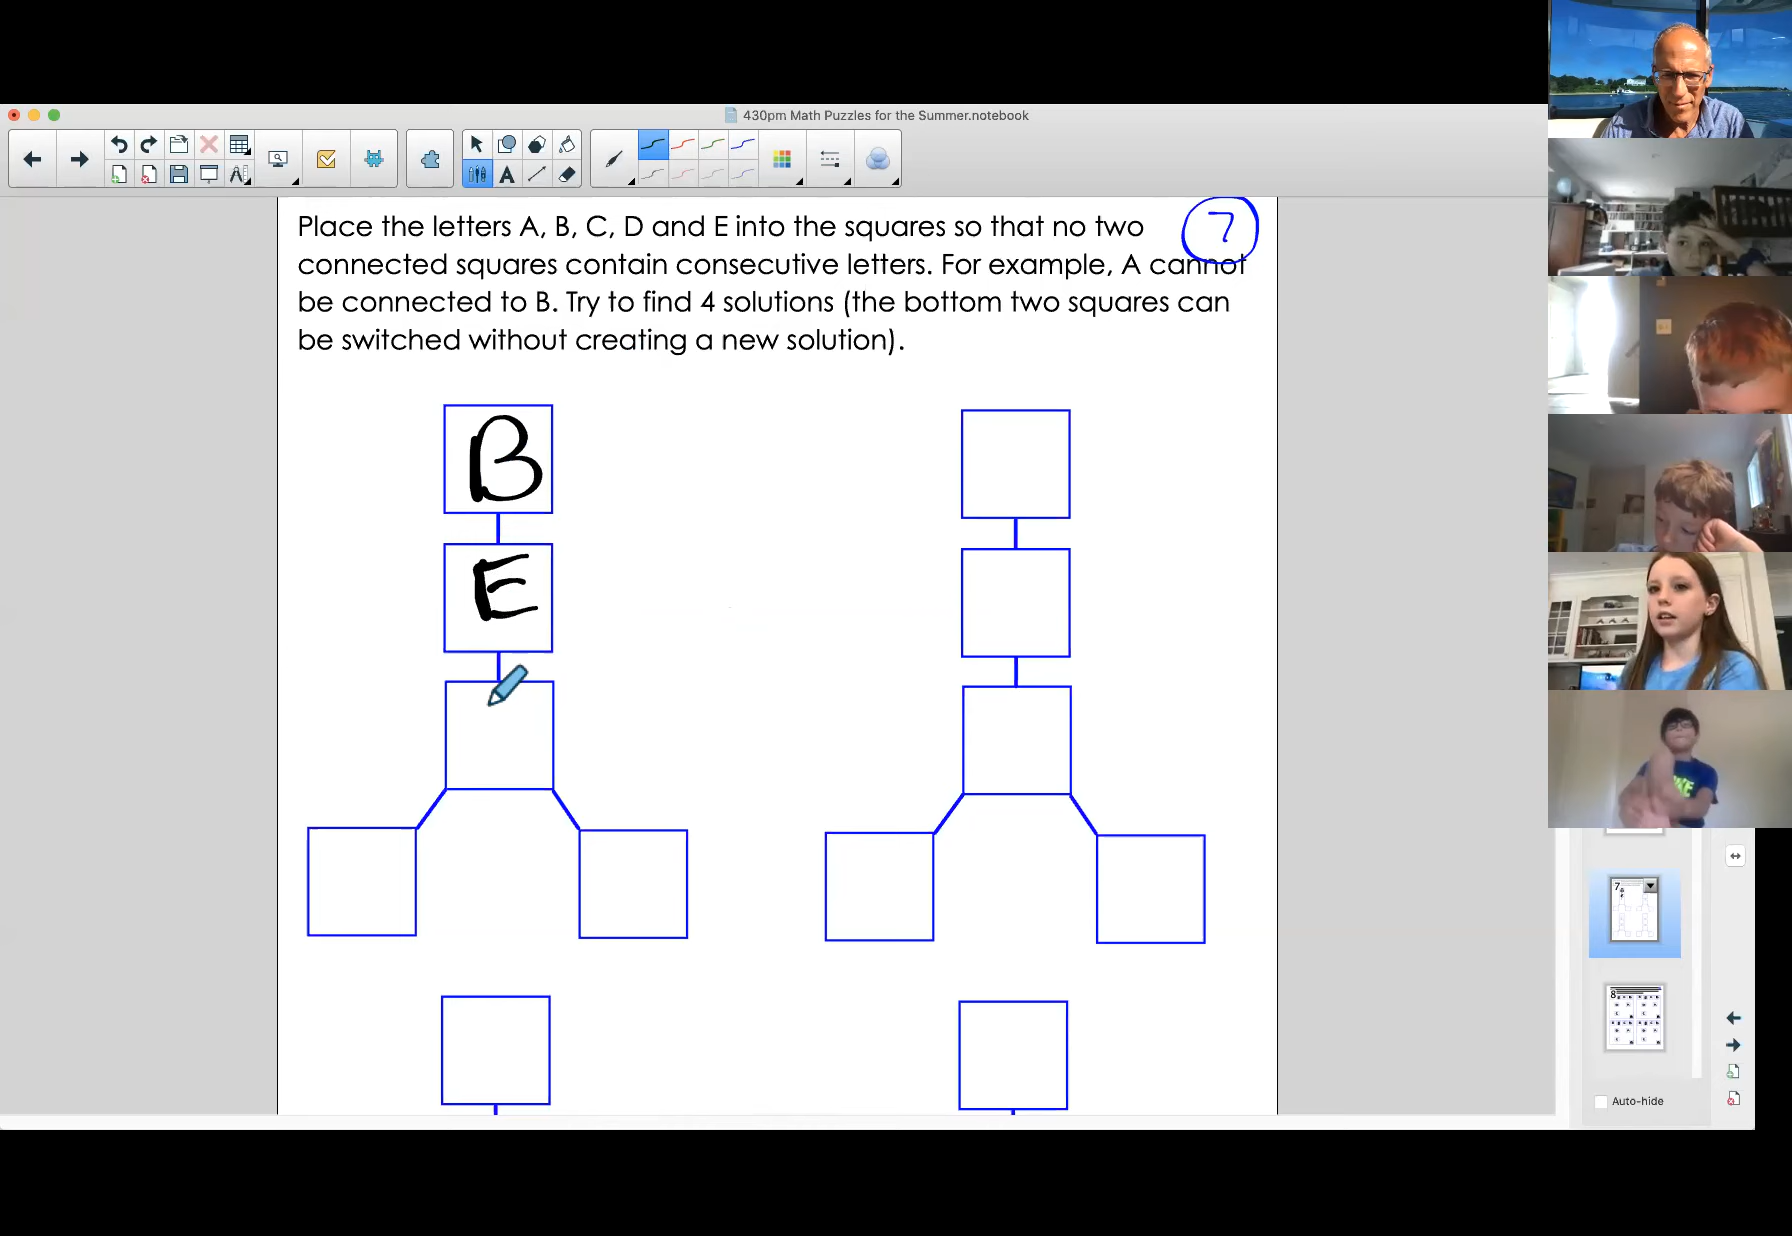 430pm Math Puzzles for the Summer.notebook
Place the letters A, B, C, D and E into the squares so that no two
7
connected squares contain consecutive letters. For example, A cannot
be connected to B. Try to find 4 solutions (the bottom two squares can
be switched without creating a new solution).
B
E
7
8
Auto-hide